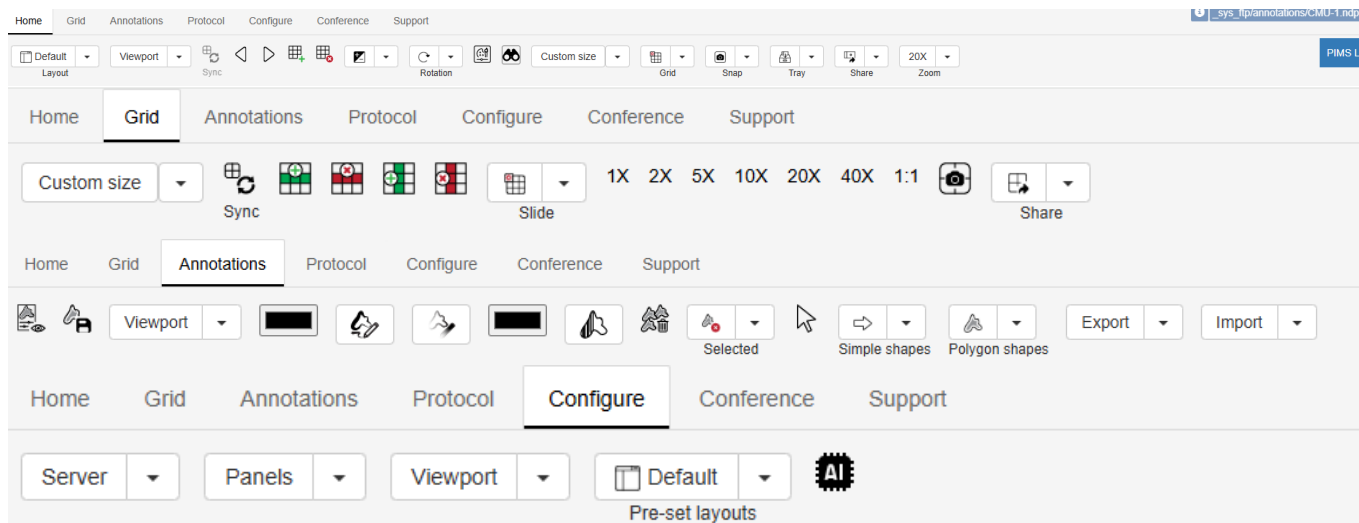 Home Grid Annotations Protocol Configure Conference Support
_sys_ftp/annotations/CMU-1.ndp
Default Viewport Custom size 20X PIMS L
Layout Sync Rotation Grid Snap Tray Share Zoom
Home Grid Annotations Protocol Configure Conference Support
Custom size 1X 2X 5X 10X 20X 40X 1:1
Sync Slide Share
Home Grid Annotations Protocol Configure Conference Support
Viewport Export Import
Selected Simple shapes Polygon shapes
Home Grid Annotations Protocol Configure Conference Support
Server Panels Viewport Default AI
Pre-set layouts